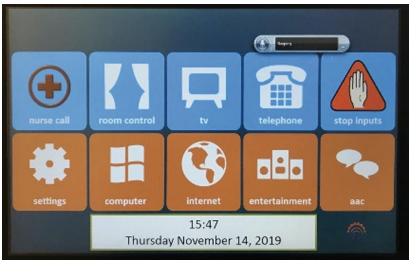 nurse call
room control
tv
telephone
stop inputs
settings
computer
internet
entertainment
aac
15:47
Thursday November 14, 2019